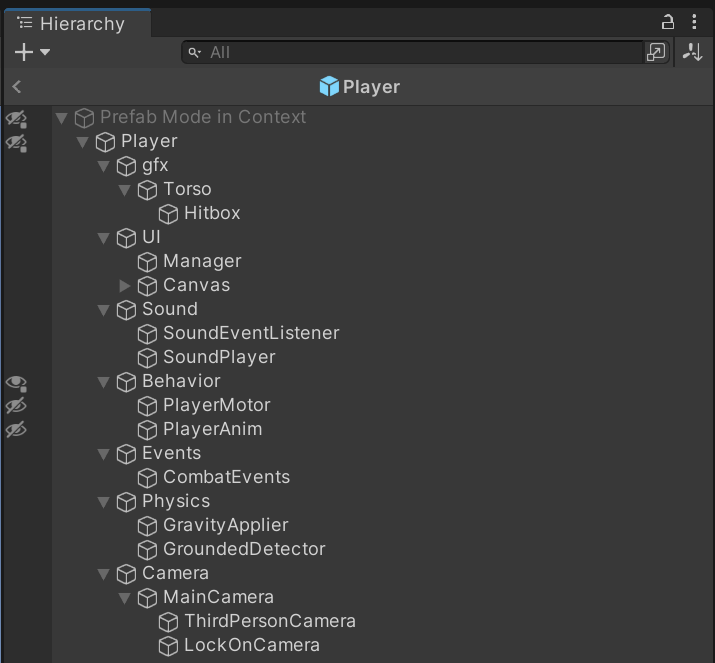 Hierarchy
All
Player
Prefab Mode in Context
Player
gfx
Torso
Hitbox
UI
Manager
Canvas
Sound
SoundEventListener
SoundPlayer
Behavior
PlayerMotor
PlayerAnim
Events
CombatEvents
Physics
GravityApplier
GroundedDetector
Camera
MainCamera
ThirdPersonCamera
LockOnCamera